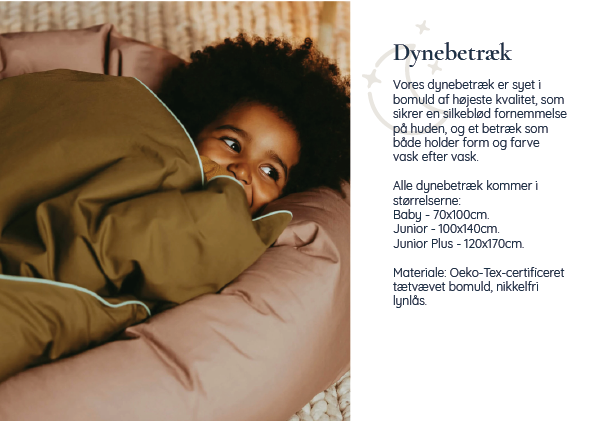 Dynebetræk
Vores dynebetræk er syet i
bomuld af højeste kvalitet, som
sikrer en silkeblød fornemmelse
på huden, og et betræk som
både holder form og farve
vask efter vask.
Alle dynebetræk kommer i
størrelserne:
Baby - 70x100cm.
Junior - 100x140cm.
Junior Plus - 120x170cm.
Materiale: Oeko-Tex-certificeret
tætvævet bomuld, nikkelfri
lynlås.